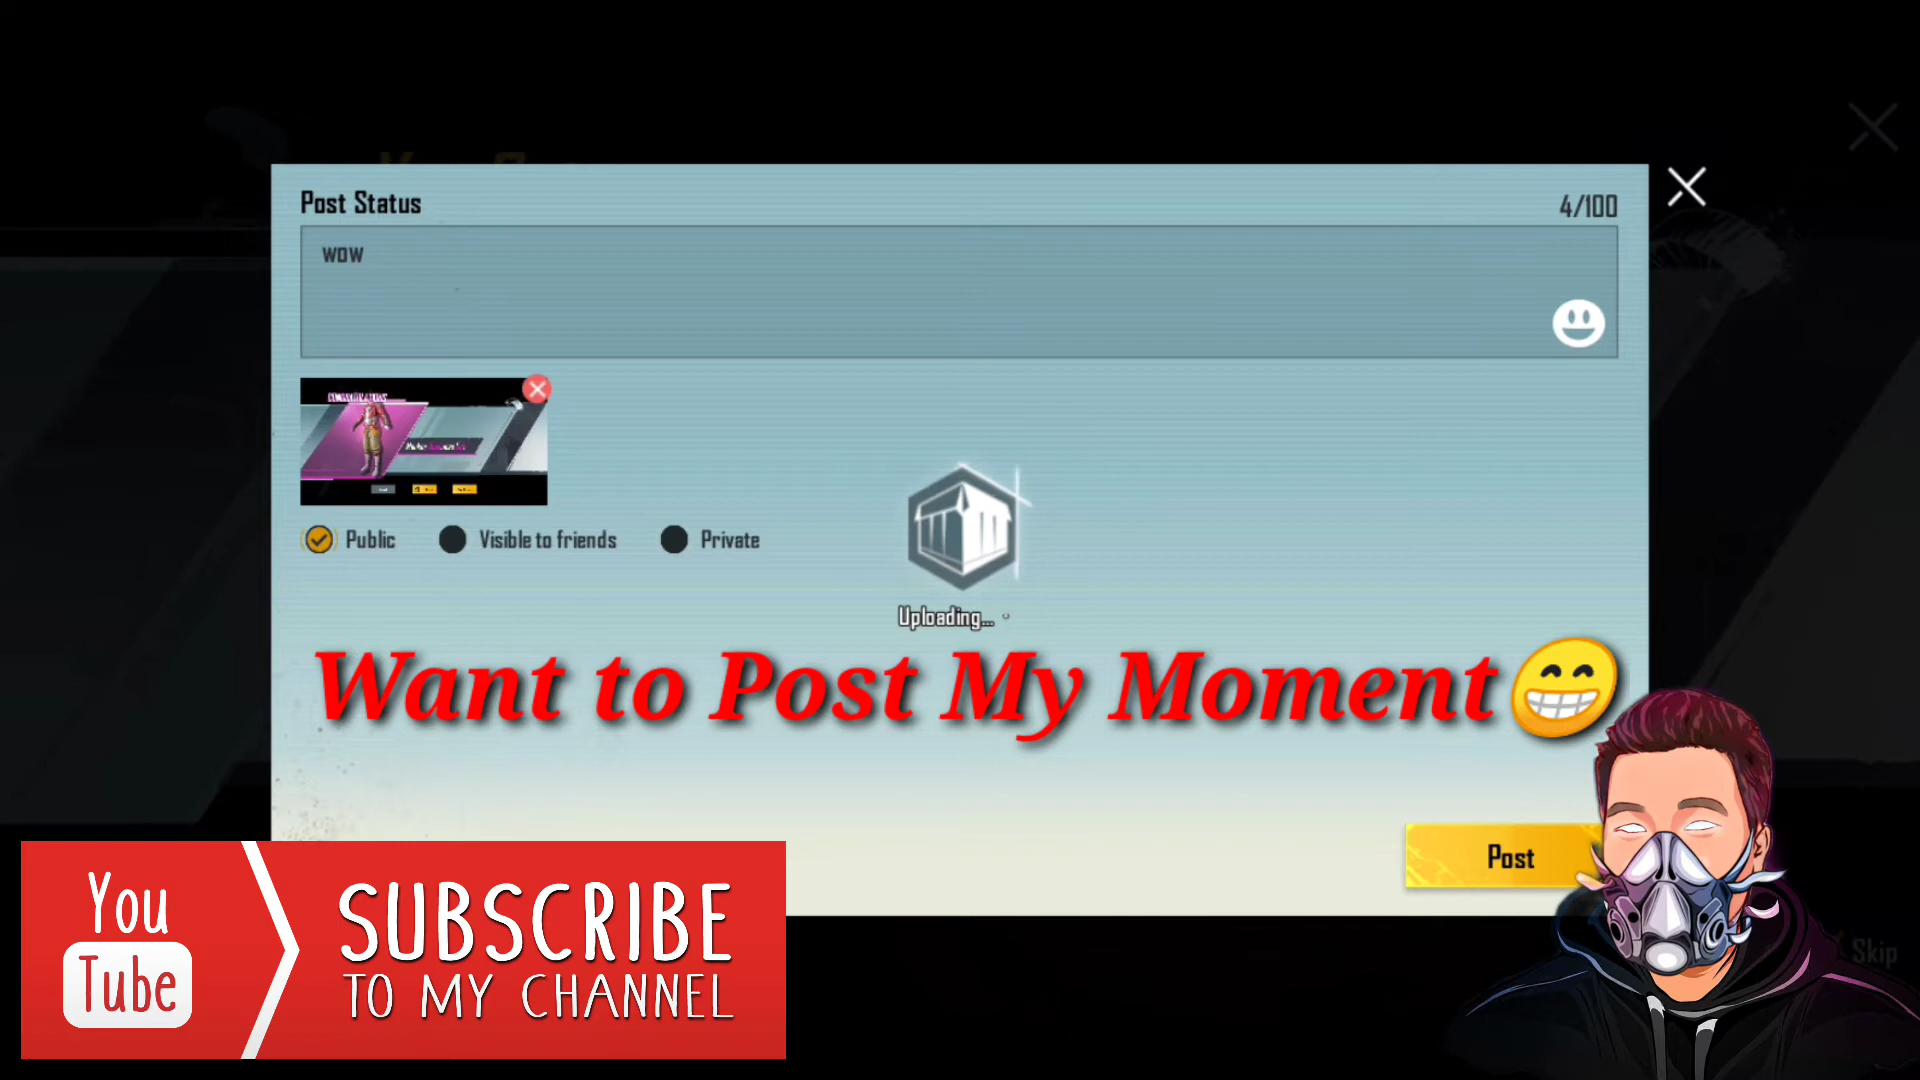 Post Status
4/100
wow
Public
Visible to friends
Private
Uploading...
Want to Post My Moment😁
Post
You
Tube
SUBSCRIBE
TO MY CHANNEL
Skip